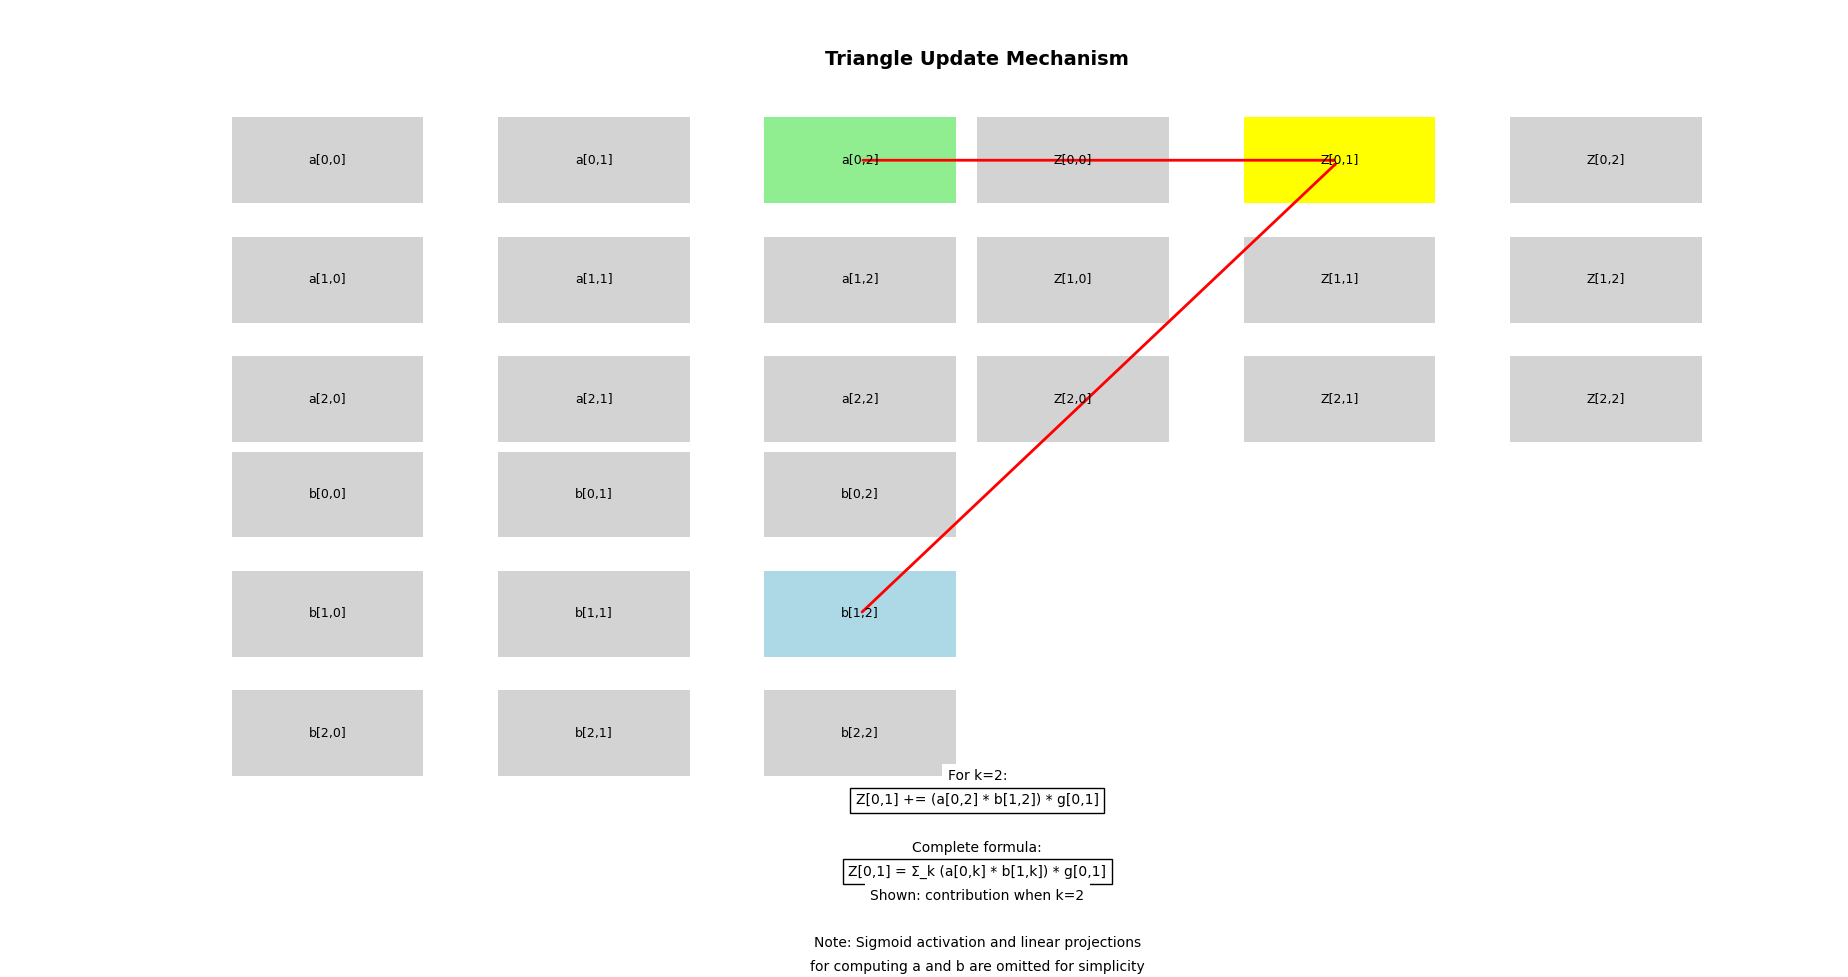 Triangle Update Mechanism
a[0,0] a[0,1] a[0,2] Z[0,0] Z[0,1] Z[0,2]
a[1,0] a[1,1] a[1,2] Z[1,0] Z[1,1] Z[1,2]
a[2,0] a[2,1] a[2,2] Z[2,0] Z[2,1] Z[2,2]
b[0,0] b[0,1] b[0,2]
b[1,0] b[1,1] b[1,2]
b[2,0] b[2,1] b[2,2]
For k=2:
Z[0,1] += (a[0,2] * b[1,2]) * g[0,1]
Complete formula:
Z[0,1] = Σ_k (a[0,k] * b[1,k]) * g[0,1]
Shown: contribution when k=2
Note: Sigmoid activation and linear projections
for computing a and b are omitted for simplicity